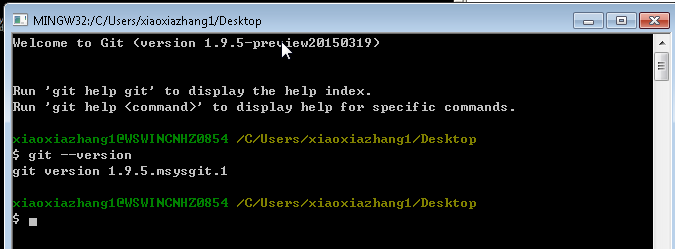 MINGW32:/C/Users/xiaoxiazhang1/Desktop
Welcome to Git (version 1.9.5-preview20150319)
Run 'git help git' to display the help index.
Run 'git help <command>' to display help for specific commands.
xiaoxiazhang1@WSWINCNHZ0854 /C/Users/xiaoxiazhang1/Desktop
$ git --version
git version 1.9.5.msysgit.1
xiaoxiazhang1@WSWINCNHZ0854 /C/Users/xiaoxiazhang1/Desktop
$